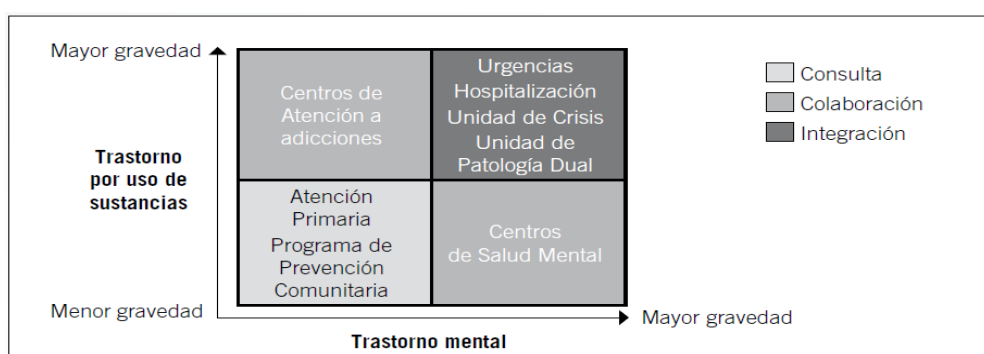 Mayor gravedad
Trastorno
por uso de
sustancias
Menor gravedad
Centros de
Atención a
adicciones
Urgencias
Hospitalización
Unidad de Crisis
Unidad de
Patología Dual
Atención
Primaria
Programa de
Prevención
Comunitaria
Centros
de Salud Mental
Trastorno mental
Mayor gravedad
Consulta
Colaboración
Integración